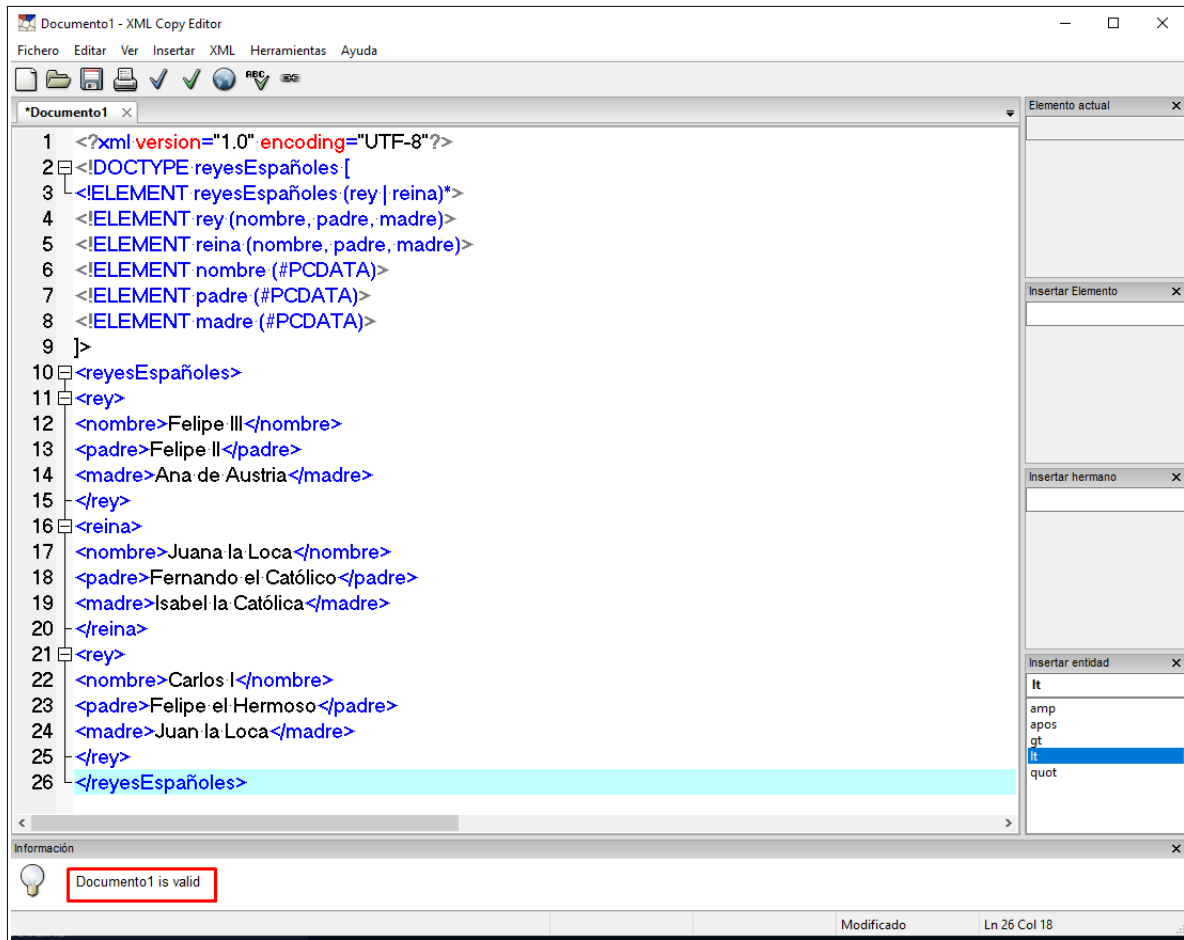 Documento1 - XML Copy Editor
Fichero Editar Ver Insertar XML Herramientas Ayuda
ABC
*Documento1
1 <?xml version="1.0" encoding="UTF-8"?>
2 <!DOCTYPE reyesEspañoles [
3 <!ELEMENT reyesEspañoles (rey | reina)*>
4 <!ELEMENT rey (nombre, padre, madre)>
5 <!ELEMENT reina (nombre, padre, madre)>
6 <!ELEMENT nombre (#PCDATA)>
7 <!ELEMENT padre (#PCDATA)>
8 <!ELEMENT madre (#PCDATA)>
9 ]>
10 <reyesEspañoles>
11 <rey>
12 <nombre>Felipe III</nombre>
13 <padre>Felipe II</padre>
14 <madre>Ana de Austria</madre>
15 </rey>
16 <reina>
17 <nombre>Juana la Loca</nombre>
18 <padre>Fernando el Católico</padre>
19 <madre>Isabel la Católica</madre>
20 </reina>
21 <rey>
22 <nombre>Carlos I</nombre>
23 <padre>Felipe el Hermoso</padre>
24 <madre>Juan la Loca</madre>
25 </rey>
26 </reyesEspañoles>
Elemento actual
Insertar Elemento
Insertar hermano
Insertar entidad
lt
amp
apos
gt
lt
quot
Información
Documento1 is valid
Modificado
Ln 26 Col 18